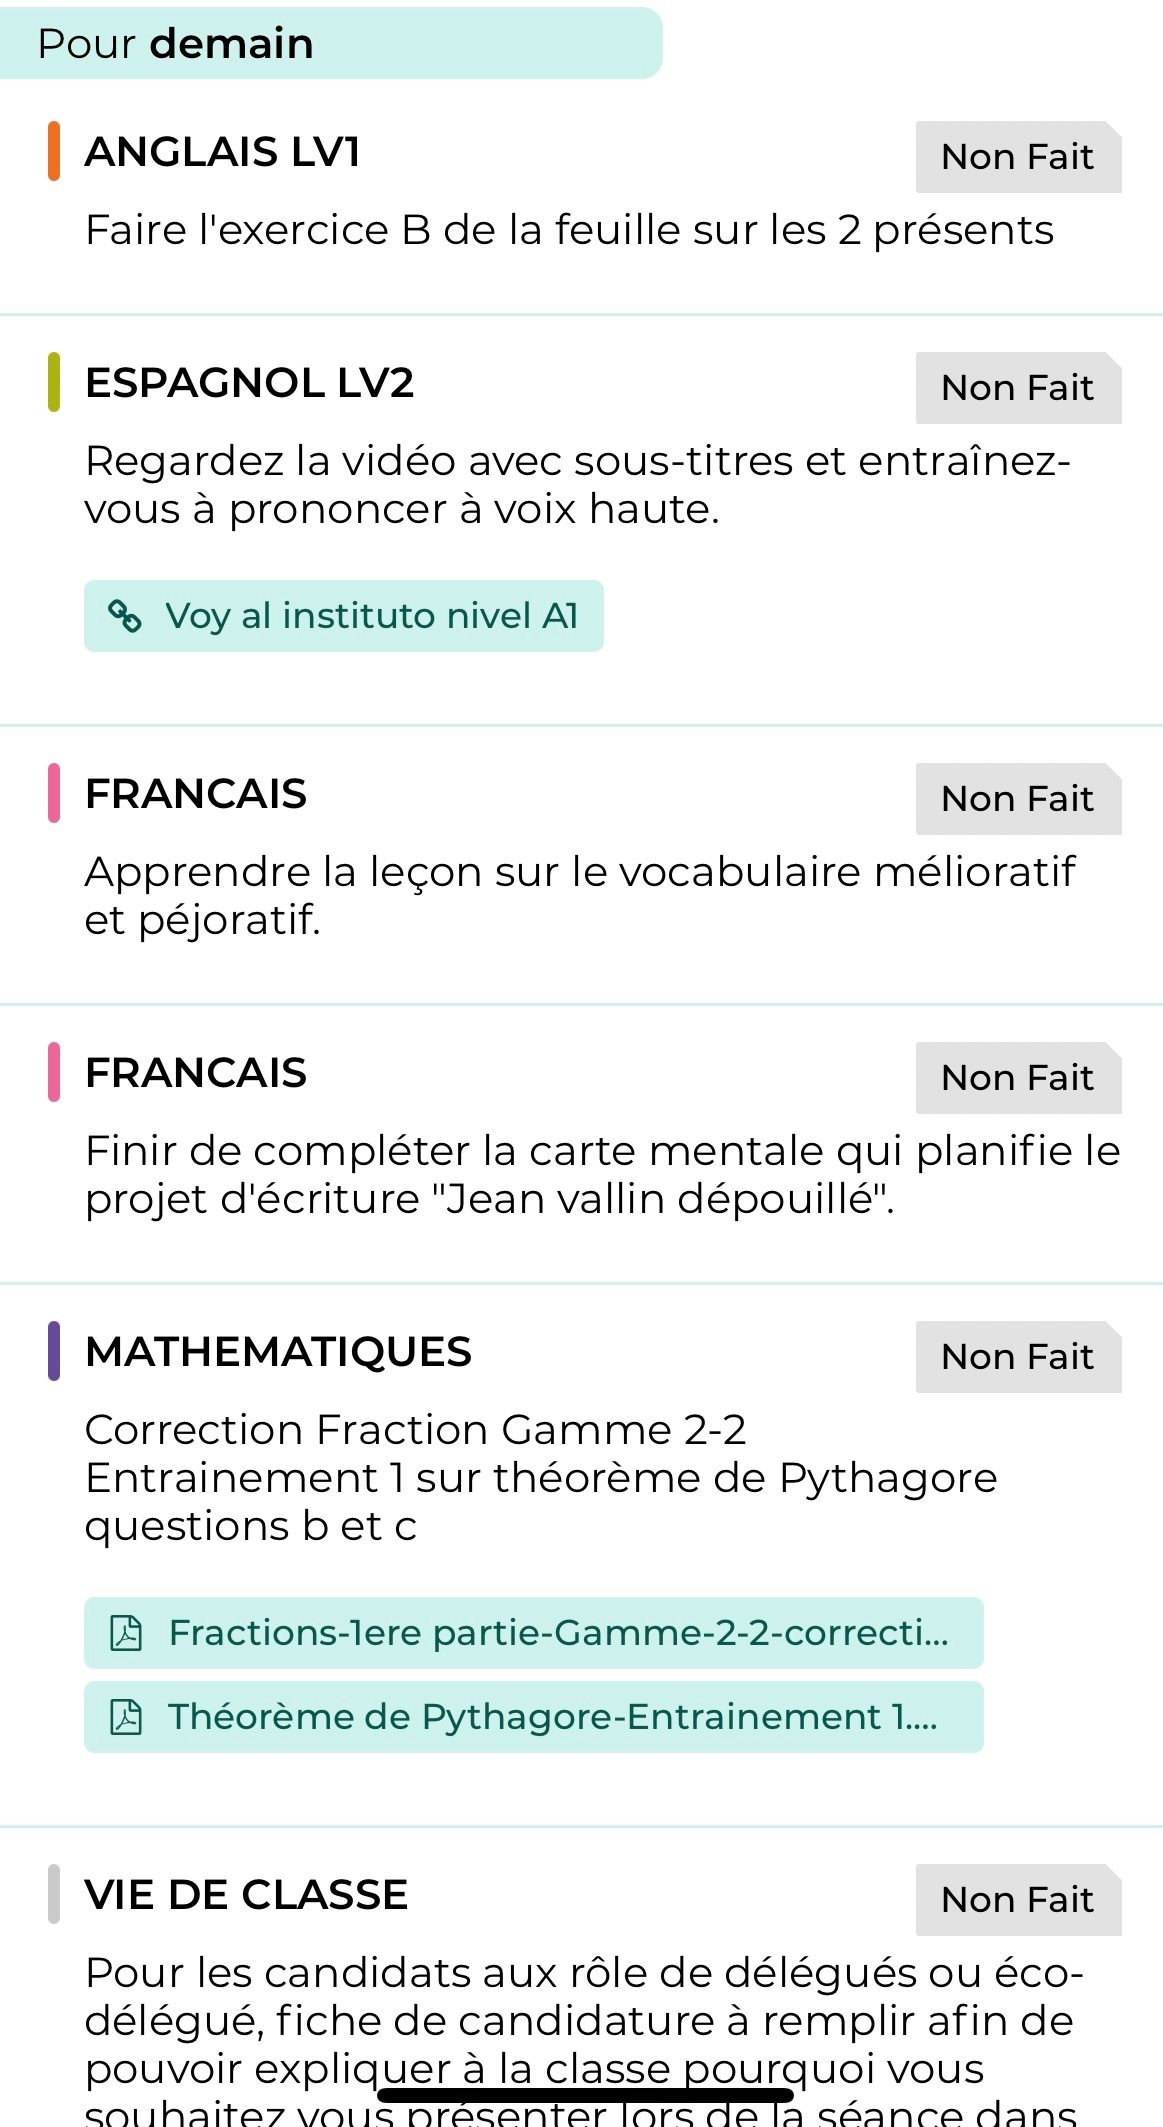 Pour demain
ANGLAIS LV1
Non Fait
Faire l'exercice B de la feuille sur les 2 présents
ESPAGNOL LV2
Non Fait
Regardez la vidéo avec sous-titres et entraînez-
vous à prononcer à voix haute.
Voy al instituto nivel A1
FRANCAIS
Non Fait
Apprendre la leçon sur le vocabulaire mélioratif
et péjoratif.
FRANCAIS
Non Fait
Finir de compléter la carte mentale qui planifie le
projet d'écriture "Jean vallin dépouillé".
MATHEMATIQUES
Non Fait
Correction Fraction Gamme 2-2
Entrainement 1 sur théorème de Pythagore
questions b et c
Fractions-1ere partie-Gamme-2-2-correcti...
Théorème de Pythagore-Entrainement 1....
VIE DE CLASSE
Non Fait
Pour les candidats aux rôle de délégués ou éco-
délégué, fiche de candidature à remplir afin de
pouvoir expliquer à la classe pourquoi vous
souhaitez vous présenter lors de la séance dans